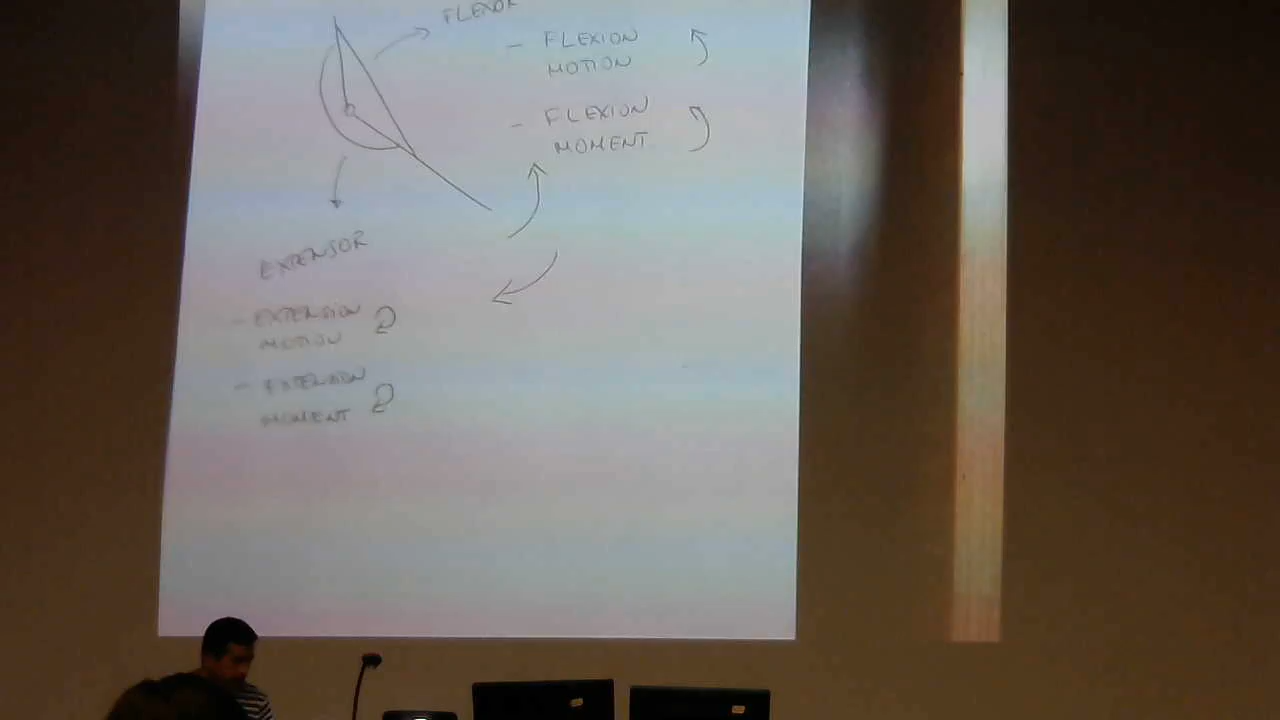 FLEXOR
- FLEXION
MOTION
- FLEXION
MOMENT
EXTENSOR
- EXTENSION
MOTION
- EXTENSION
MOMENT